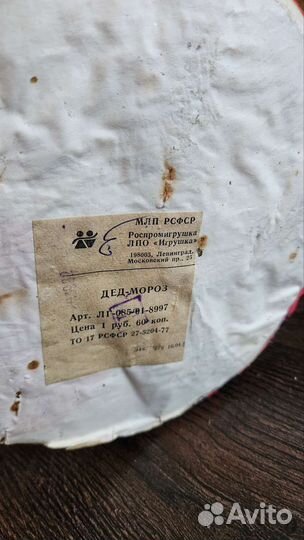 МЛП РСФСР
Роспромигрушка
ЛПО «Игрушка»
198005, Ленинград,
Московский пр., 25
ДЕД-МОРОЗ
Арт. ЛГ-085-01-8997
Цена 1 руб. 60 коп.
ТО 17 РСФСР 27-5204-77
Avito